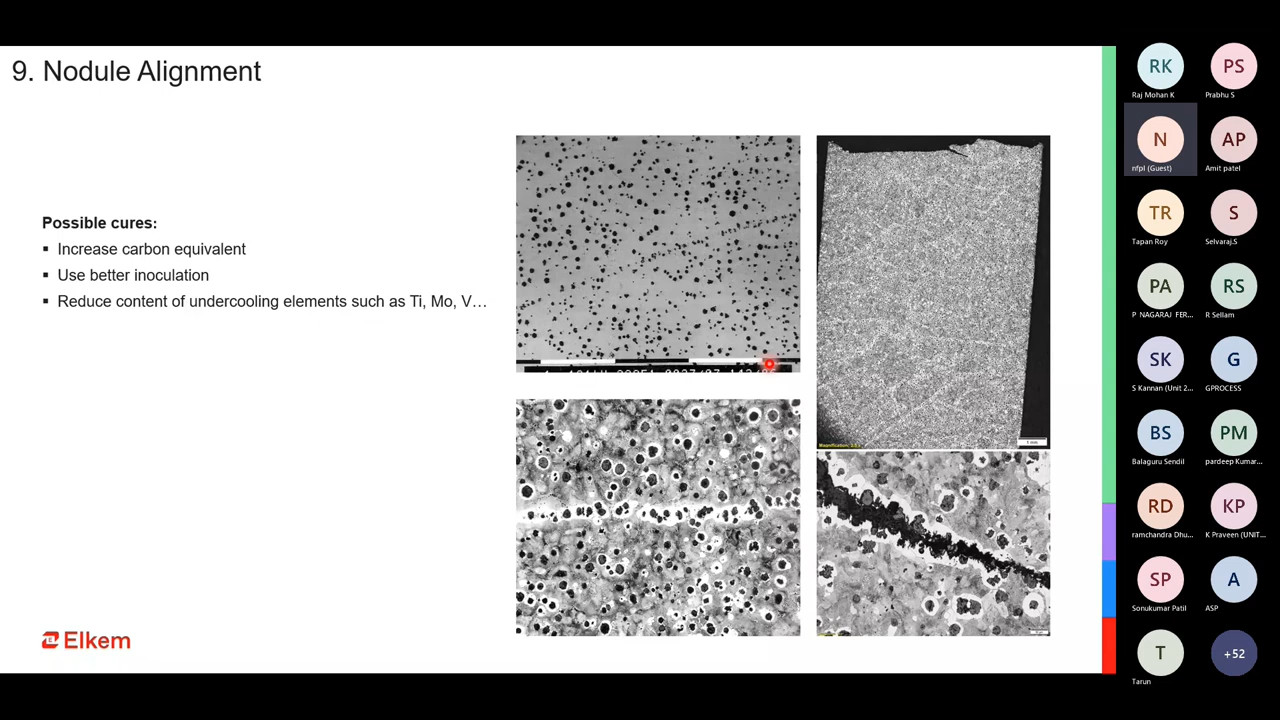 9. Nodule Alignment
Possible cures:
▪ Increase carbon equivalent
▪ Use better inoculation
▪ Reduce content of undercooling elements such as Ti, Mo, V…
Elkem
RK
Raj Mohan K
PS
Prabhu S
N
nfpl (Guest)
AP
Amit patel
TR
Tapan Roy
S
Selvaraj.S
PA
P NAGARAJ FER...
RS
R Sellam
SK
S Kannan (Unit 2...
G
GPROCESS
BS
Balaguru Sendil
PM
pardeep Kumar...
RD
ramchandra Dhu...
KP
K Praveen (UNIT...
SP
Sonukumar Patil
A
ASP
T
Tarun
+52